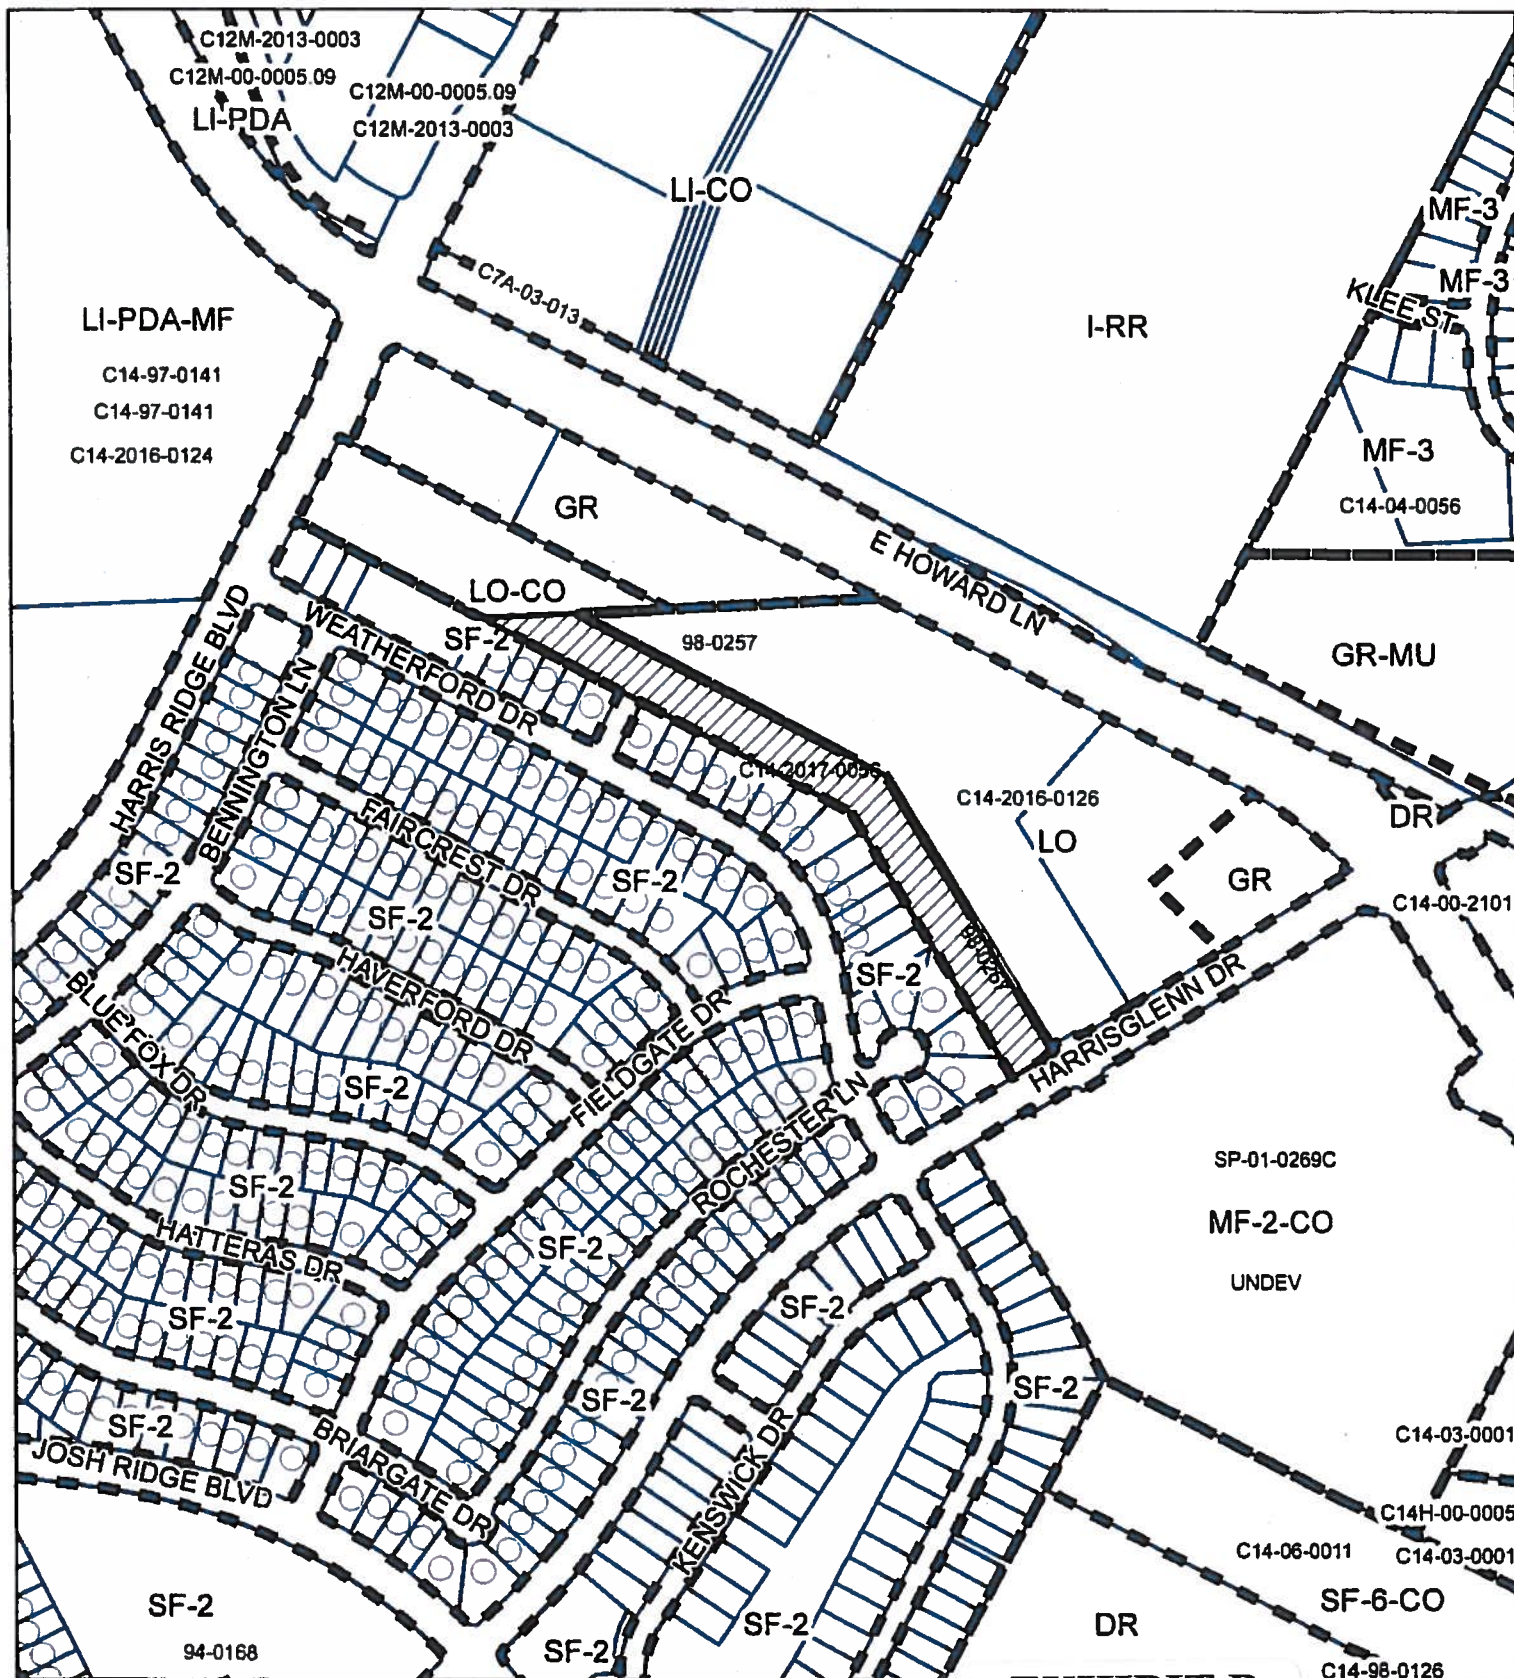 C12M-2013-0003
C12M-00-0005.09
LI-PDA
C12M-00-0005.09
C12M-2013-0003
LI-CO
MF-3
MF-3
KLEE ST
C7A-03-013
LI-PDA-MF
I-RR
C14-97-0141
C14-97-0141
C14-2016-0124
MF-3
C14-04-0056
GR
E HOWARD LN
LO-CO
WEATHERFORD DR
SF-2
98-0257
GR-MU
HARRIS RIDGE BLVD
BENNINGTON LN
C14-2017-0056
C14-2016-0126
LO
DR
FAIRCREST DR
SF-2
SF-2
SF-2
GR
C14-00-2101
98-0257
HAVERFORD DR
SF-2
BLUE FOX DR
FIELDGATE DR
HARRISGLENN DR
SF-2
ROCHESTER LN
SP-01-0269C
SF-2
MF-2-CO
HATTERAS DR
SF-2
UNDEV
SF-2
SF-2
SF-2
SF-2
SF-2
BRIARGATE DR
KENSWICK DR
C14-03-0001
JOSH RIDGE BLVD
C14H-00-0005
C14-06-0011
C14-03-0001
SF-2
SF-6-CO
SF-2
DR
94-0168
SF-2
C14-98-0126